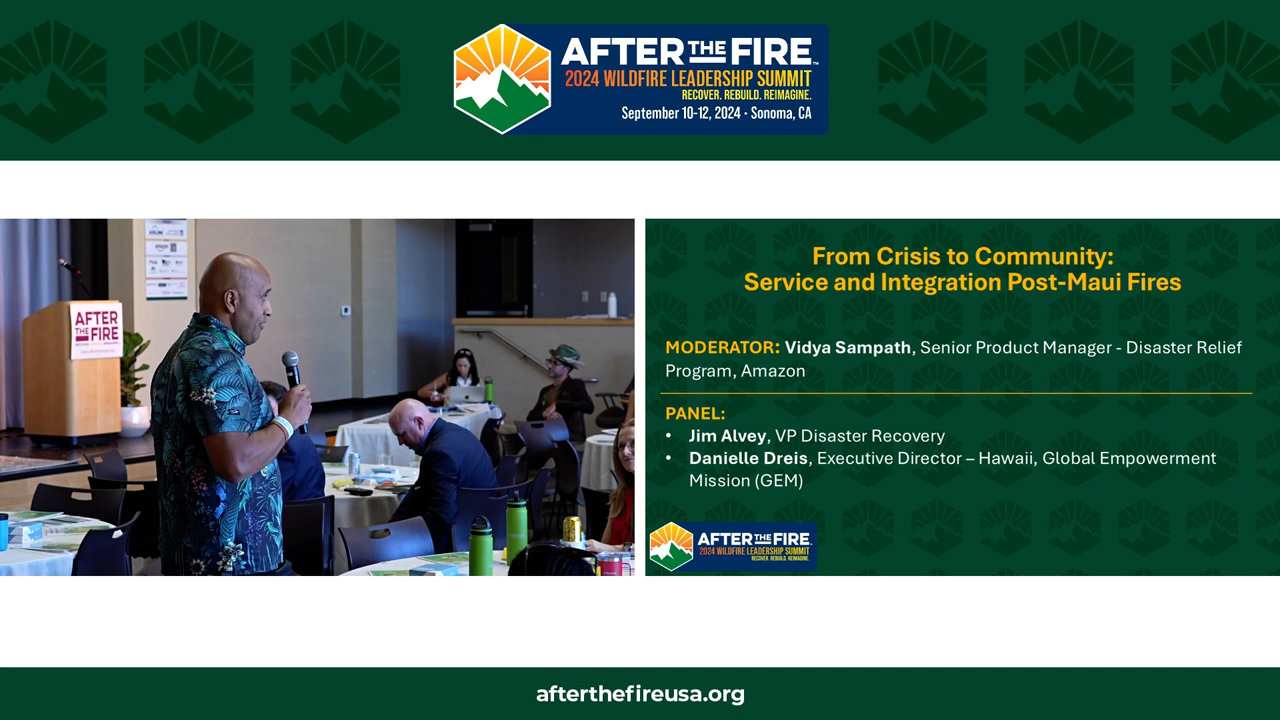 AFTER THE FIRE™
2024 WILDFIRE LEADERSHIP SUMMIT
RECOVER. REBUILD. REIMAGINE.
September 10-12, 2024 · Sonoma, CA
AFTER
THE
FIRE
From Crisis to Community:
Service and Integration Post-Maui Fires
MODERATOR: Vidya Sampath, Senior Product Manager - Disaster Relief
Program, Amazon
PANEL:
• Jim Alvey, VP Disaster Recovery
• Danielle Dreis, Executive Director – Hawaii, Global Empowerment
Mission (GEM)
AFTER THE FIRE
2024 WILDFIRE LEADERSHIP SUMMIT
RECOVER. REBUILD. REIMAGINE.
afterthefireusa.org